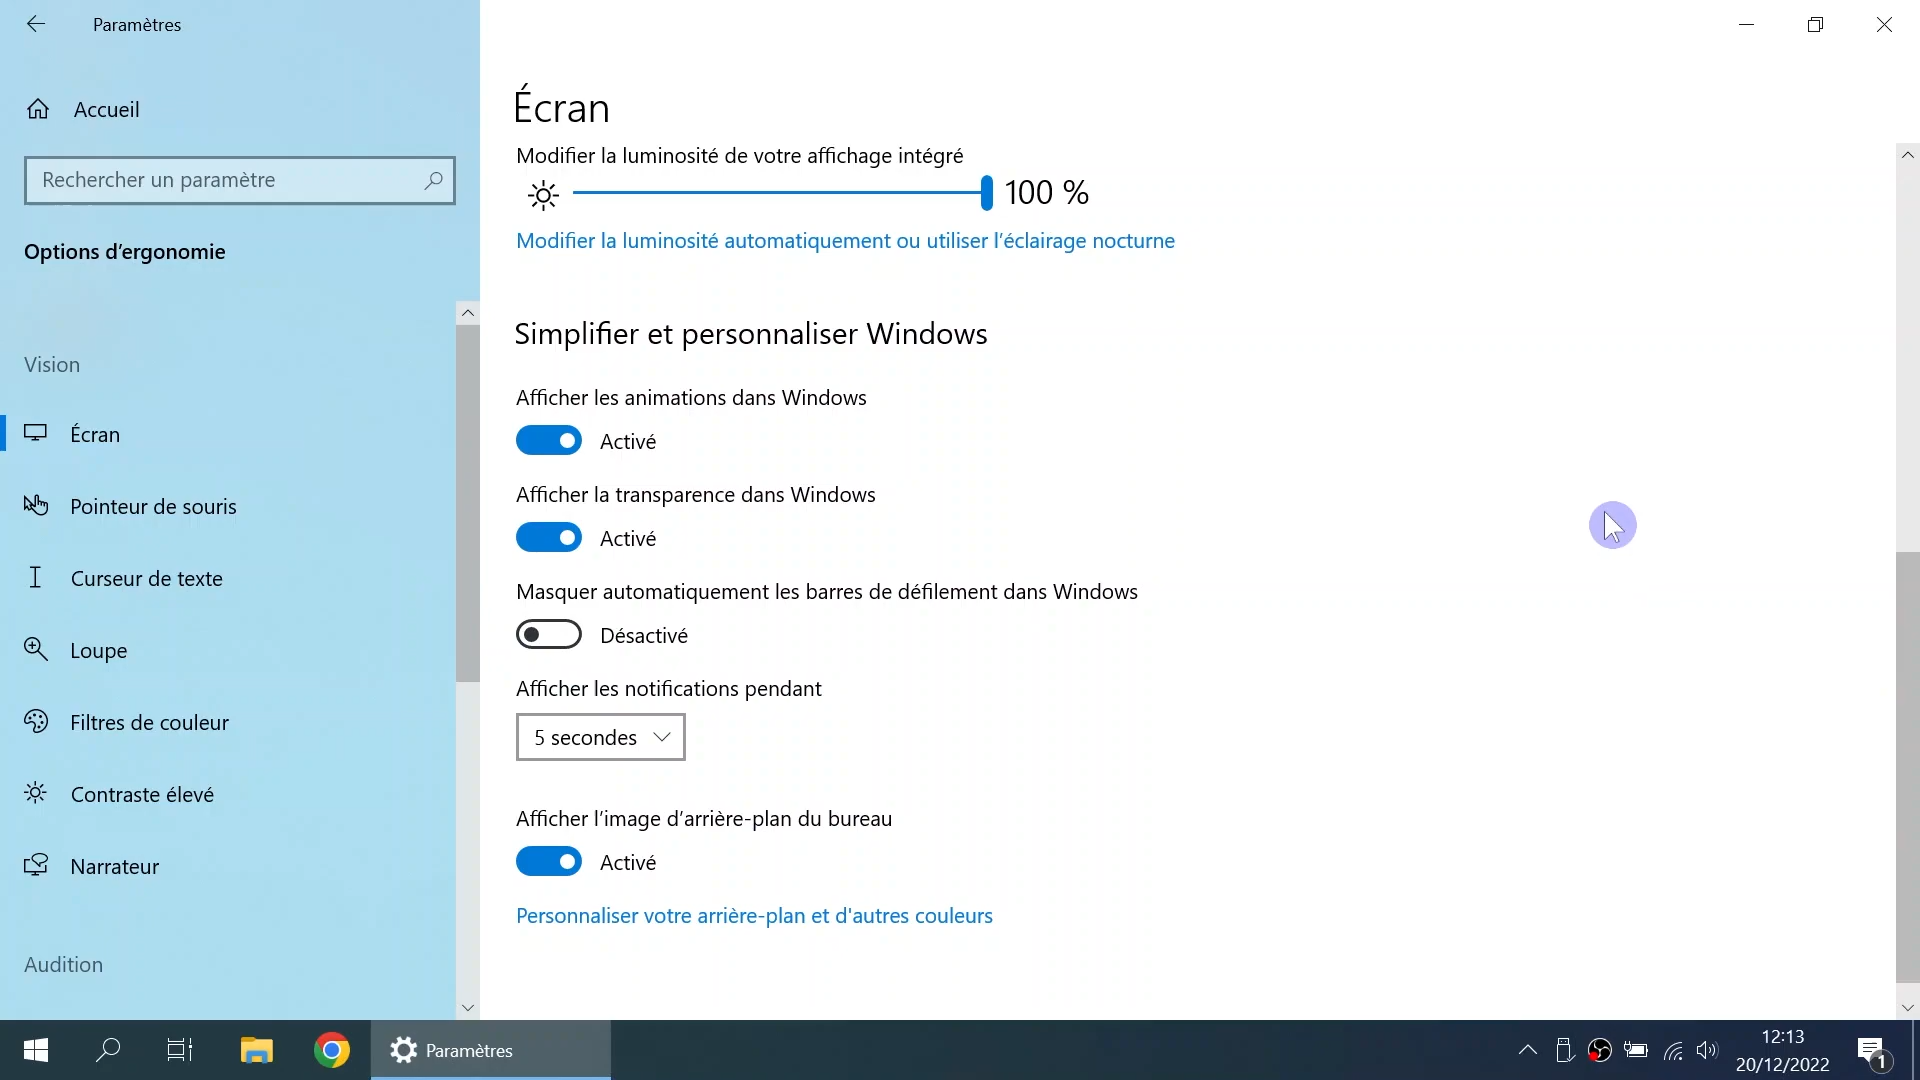 Paramètres
Accueil
Rechercher un paramètre
Options d’ergonomie
Vision
Écran
Pointeur de souris
Curseur de texte
Loupe
Filtres de couleur
Contraste élevé
Narrateur
Audition
Écran
Modifier la luminosité de votre affichage intégré
100 %
Modifier la luminosité automatiquement ou utiliser l’éclairage nocturne
Simplifier et personnaliser Windows
Afficher les animations dans Windows
Activé
Afficher la transparence dans Windows
Activé
Masquer automatiquement les barres de défilement dans Windows
Désactivé
Afficher les notifications pendant
5 secondes
Afficher l’image d’arrière-plan du bureau
Activé
Personnaliser votre arrière-plan et d'autres couleurs
Paramètres
12:13
20/12/2022
1